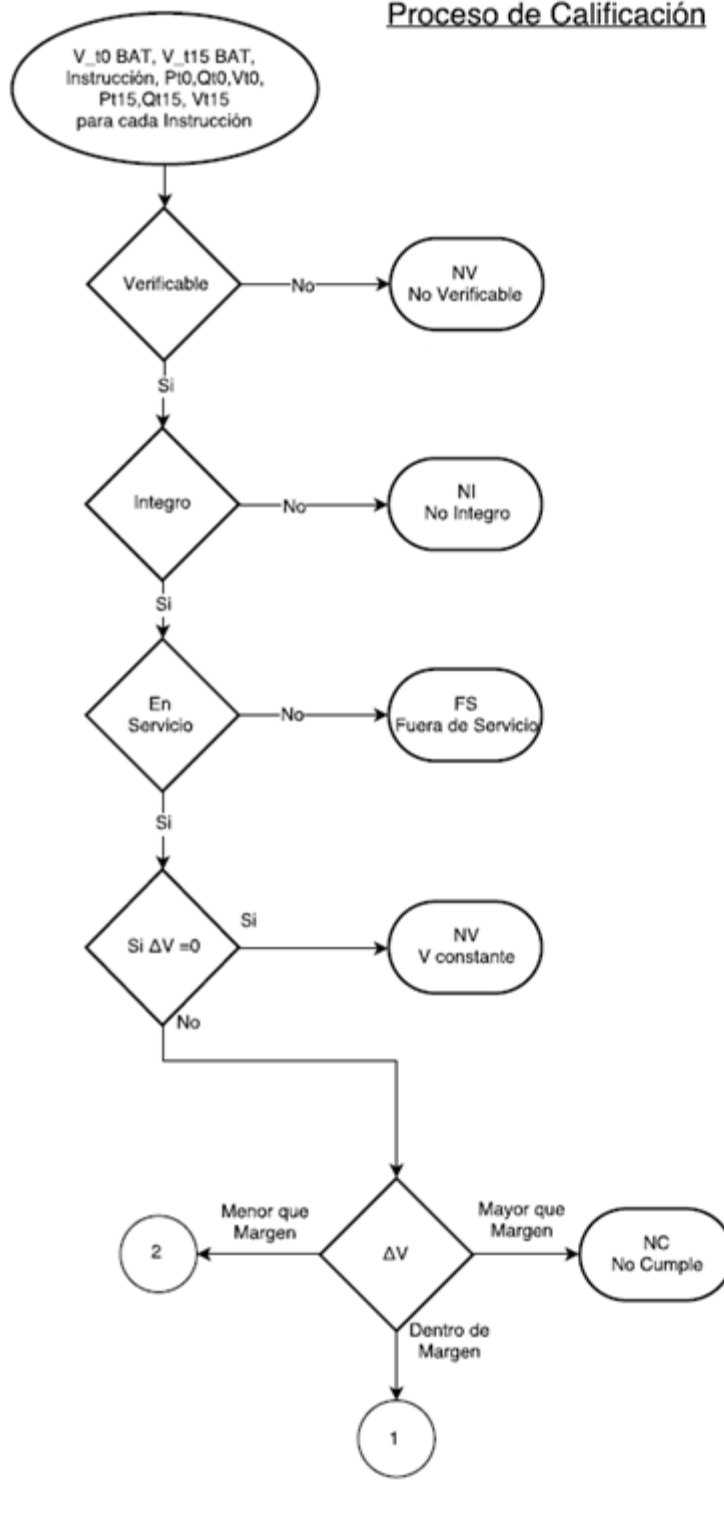 Proceso de Calificación
V_t0 BAT, V_t15 BAT,
Instrucción, Pt0,Qt0,Vt0,
Pt15,Qt15, Vt15
para cada Instrucción
Verificable
No
NV
No Verificable
Si
Integro
No
NI
No Integro
Si
En
Servicio
No
FS
Fuera de Servicio
Si
Si ΔV =0
Si
NV
V constante
No
2
Menor que
Margen
ΔV
Mayor que
Margen
NC
No Cumple
Dentro de
Margen
1